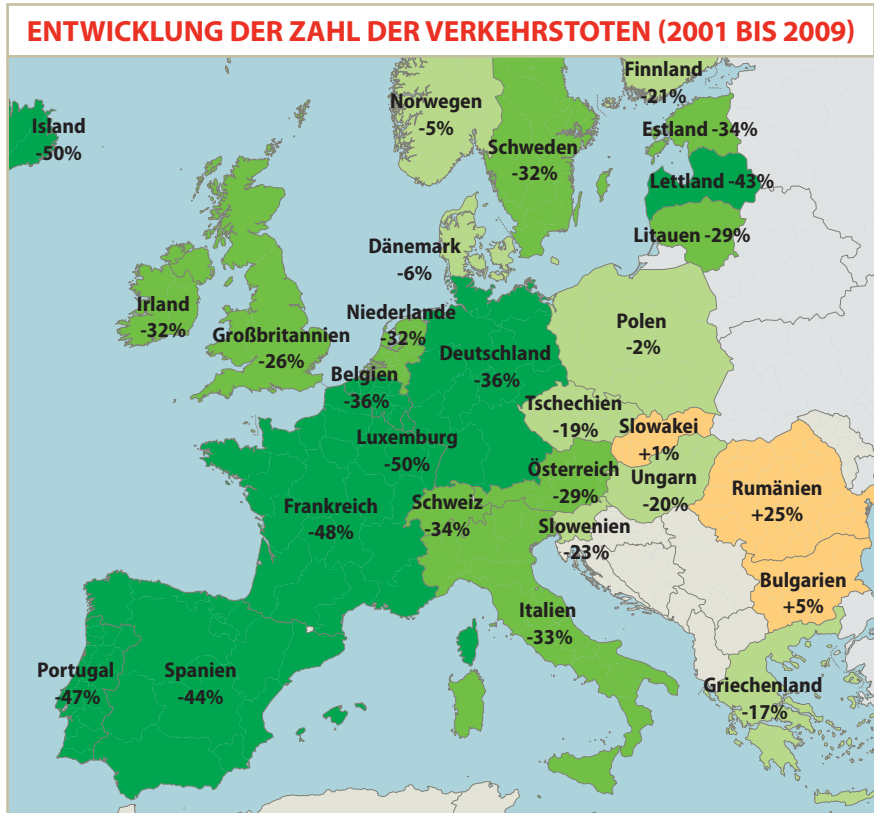 ENTWICKLUNG DER ZAHL DER VERKEHRSTOTEN (2001 BIS 2009)
Finnland
-21%
Norwegen
-5%
Island
-50%
Estland -34%
Schweden
-32%
Lettland -43%
Litauen -29%
Dänemark
-6%
Irland
-32%
Niederlande
-32%
Großbritannien
-26%
Polen
-2%
Deutschland
-36%
Belgien
-36%
Tschechien
-19%
Slowakei
+1%
Luxemburg
-50%
Österreich
-29%
Ungarn
-20%
Rumänien
+25%
Frankreich
-48%
Schweiz
-34%
Slowenien
-23%
Bulgarien
+5%
Italien
-33%
Portugal
-47%
Spanien
-44%
Griechenland
-17%